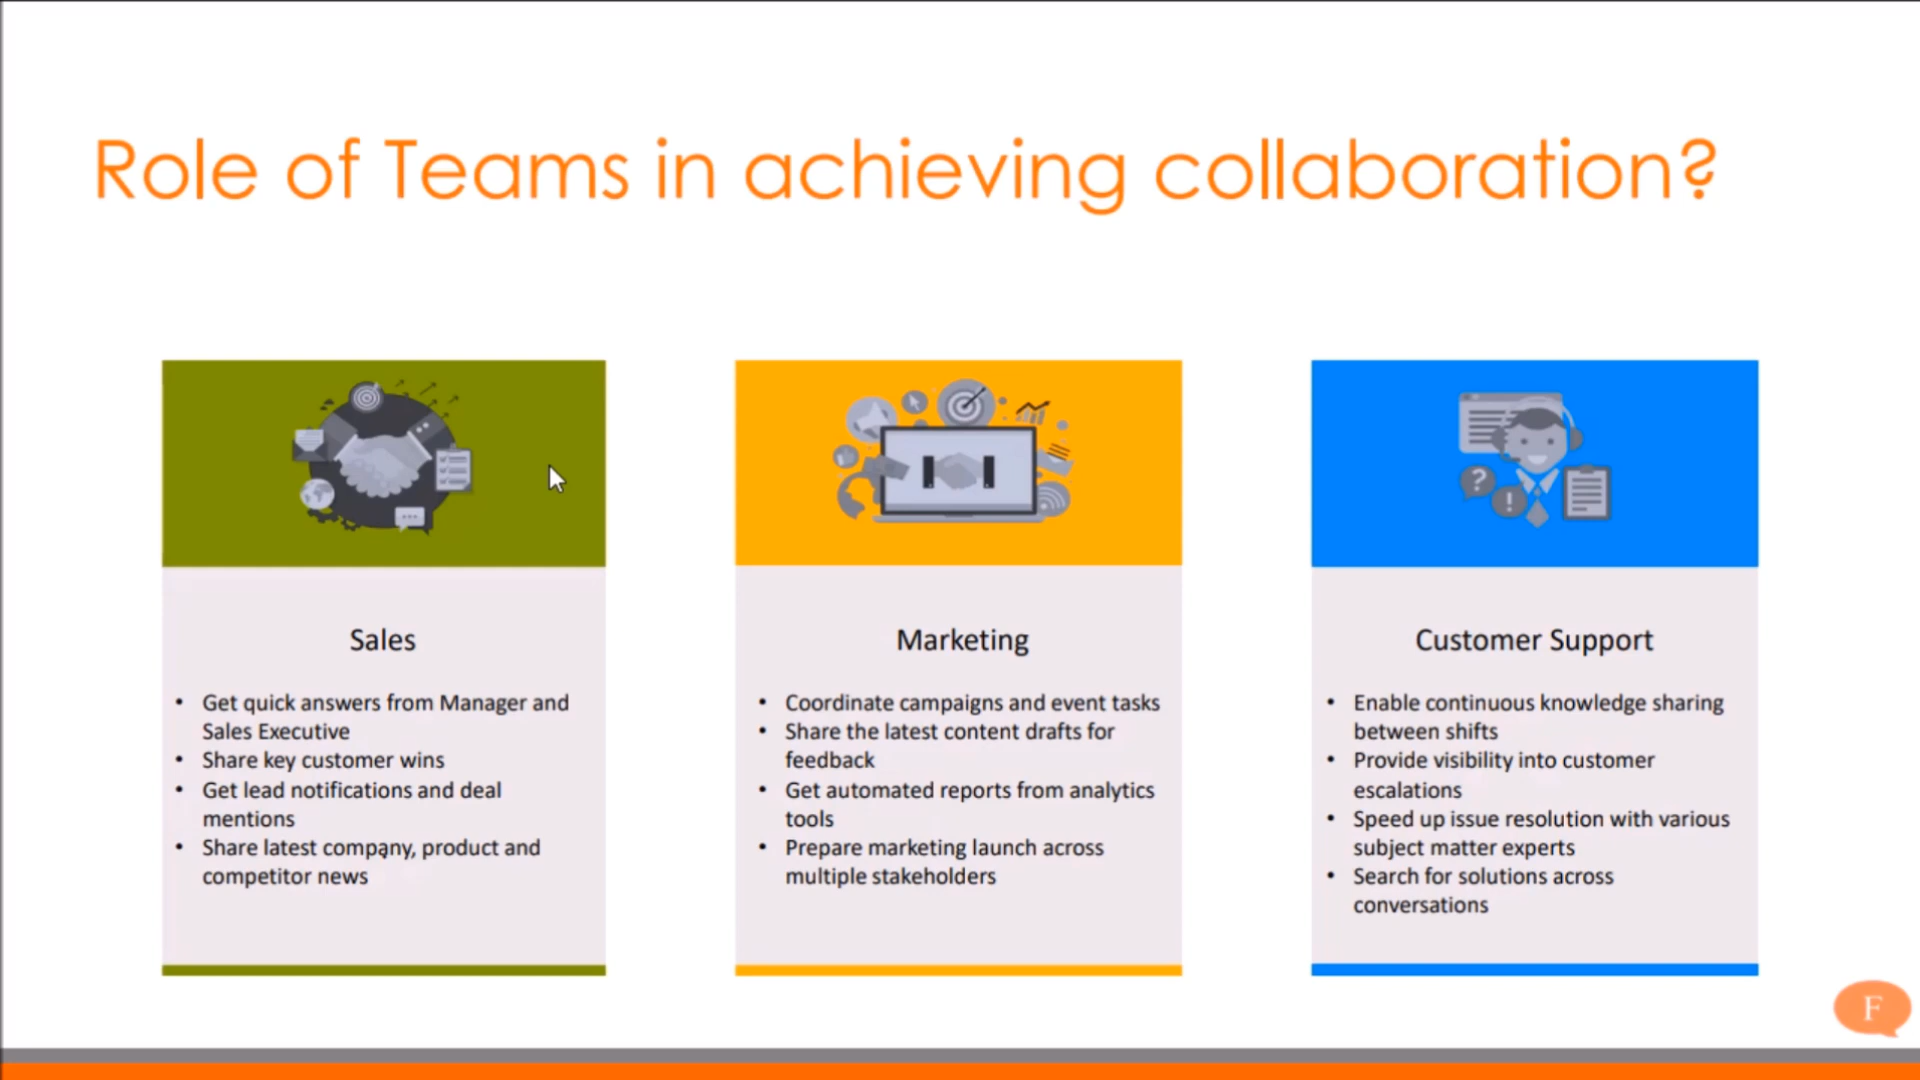 Role of Teams in achieving collaboration?
Sales
• Get quick answers from Manager and
Sales Executive
• Share key customer wins
• Get lead notifications and deal
mentions
• Share latest company, product and
competitor news
Marketing
• Coordinate campaigns and event tasks
• Share the latest content drafts for
feedback
• Get automated reports from analytics
tools
• Prepare marketing launch across
multiple stakeholders
Customer Support
• Enable continuous knowledge sharing
between shifts
• Provide visibility into customer
escalations
• Speed up issue resolution with various
subject matter experts
• Search for solutions across
conversations
F